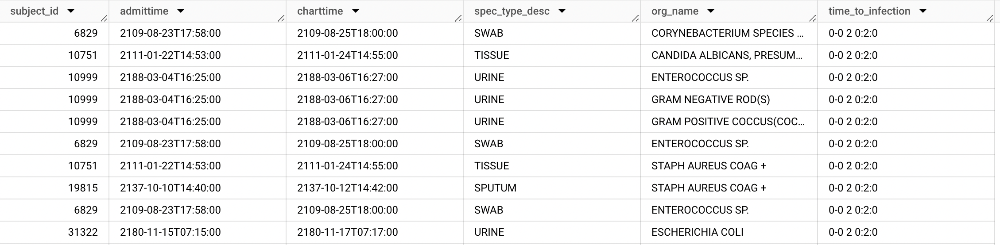 subject_id admittime charttime spec_type_desc org_name time_to_infection
6829 2109-08-23T17:58:00 2109-08-25T18:00:00 SWAB CORYNEBACTERIUM SPECIES ... 0-0 2 0:2:0
10751 2111-01-22T14:53:00 2111-01-24T14:55:00 TISSUE CANDIDA ALBICANS, PRESUM... 0-0 2 0:2:0
10999 2188-03-04T16:25:00 2188-03-06T16:27:00 URINE ENTEROCOCCUS SP. 0-0 2 0:2:0
10999 2188-03-04T16:25:00 2188-03-06T16:27:00 URINE GRAM NEGATIVE ROD(S) 0-0 2 0:2:0
10999 2188-03-04T16:25:00 2188-03-06T16:27:00 URINE GRAM POSITIVE COCCUS(COC... 0-0 2 0:2:0
6829 2109-08-23T17:58:00 2109-08-25T18:00:00 SWAB ENTEROCOCCUS SP. 0-0 2 0:2:0
10751 2111-01-22T14:53:00 2111-01-24T14:55:00 TISSUE STAPH AUREUS COAG + 0-0 2 0:2:0
19815 2137-10-10T14:40:00 2137-10-12T14:42:00 SPUTUM STAPH AUREUS COAG + 0-0 2 0:2:0
6829 2109-08-23T17:58:00 2109-08-25T18:00:00 SWAB ENTEROCOCCUS SP. 0-0 2 0:2:0
31322 2180-11-15T07:15:00 2180-11-17T07:17:00 URINE ESCHERICHIA COLI 0-0 2 0:2:0